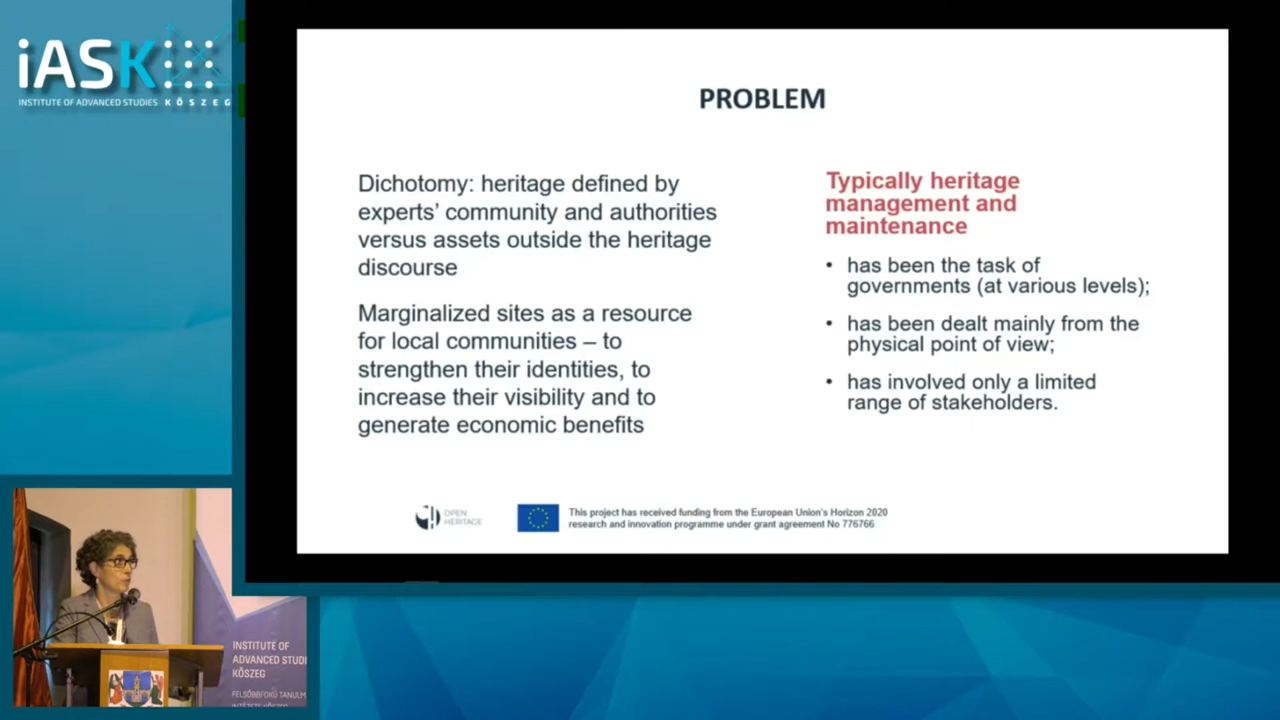 iASK
INSTITUTE OF ADVANCED STUDIES KŐSZEG
PROBLEM
Dichotomy: heritage defined by
experts’ community and authorities
versus assets outside the heritage
discourse
Marginalized sites as a resource
for local communities – to
strengthen their identities, to
increase their visibility and to
generate economic benefits
Typically heritage
management and
maintenance
• has been the task of
governments (at various levels);
• has been dealt mainly from the
physical point of view;
• has involved only a limited
range of stakeholders.
OPEN
HERITAGE
This project has received funding from the European Union's Horizon 2020
research and innovation programme under grant agreement No 776766
INSTITUTE OF
ADVANCED STUDI
KŐSZEG
FELSŐBBFOKÚ TANULM